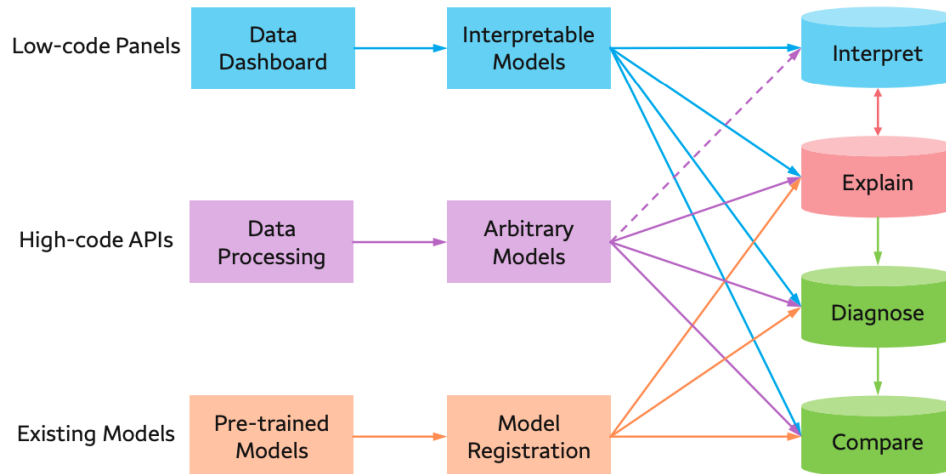 Low-code Panels
Data
Dashboard
Interpretable
Models
Interpret
Explain
High-code APIs
Data
Processing
Arbitrary
Models
Diagnose
Existing Models
Pre-trained
Models
Model
Registration
Compare